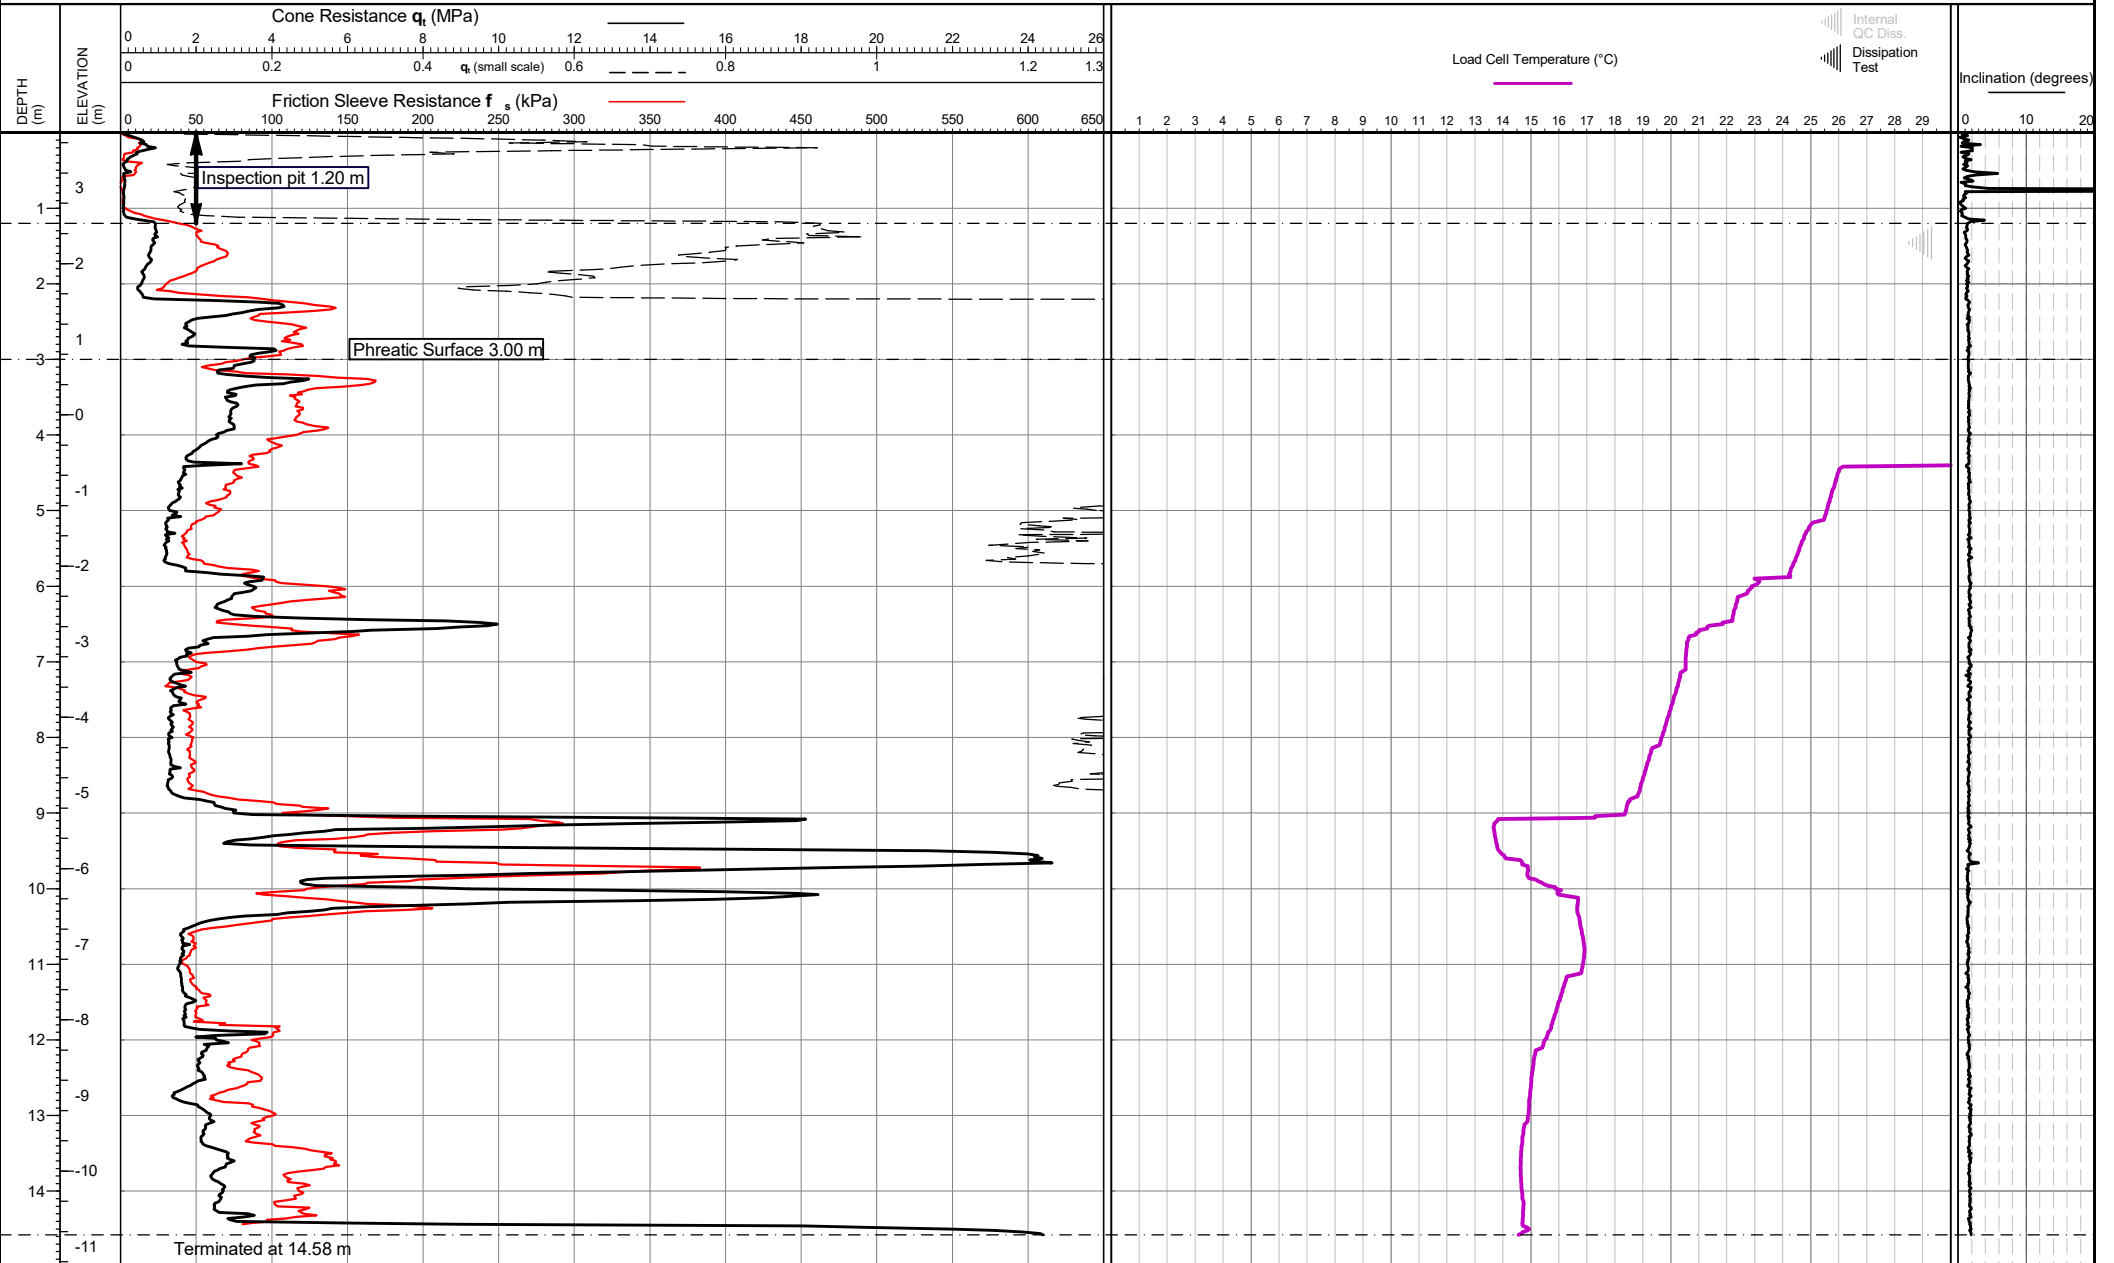 Cone Resistance qt (MPa)
0 2 4 6 8 10 12 14 16 18 20 22 24 26
0 0.2 0.4 qt (small scale) 0.6 0.8 1 1.2 1.3
Friction Sleeve Resistance f s (kPa)
50 100 150 200 250 300 350 400 450 500 550 600 650
DEPTH
(m)
ELEVATION
(m)
Load Cell Temperature (°C)
1 2 3 4 5 6 7 8 9 10 11 12 13 14 15 16 17 18 19 20 21 22 23 24 25 26 27 28 29
Internal
QC Diss.
Dissipation
Test
Inclination (degrees)
0 10 20
Inspection pit 1.20 m
3
1
2
2
1
Phreatic Surface 3.00 m
3
0
4
-1
5
-2
6
-3
7
-4
8
-5
9
-6
10
-7
11
-8
12
-9
13
-10
14
-11
Terminated at 14.58 m